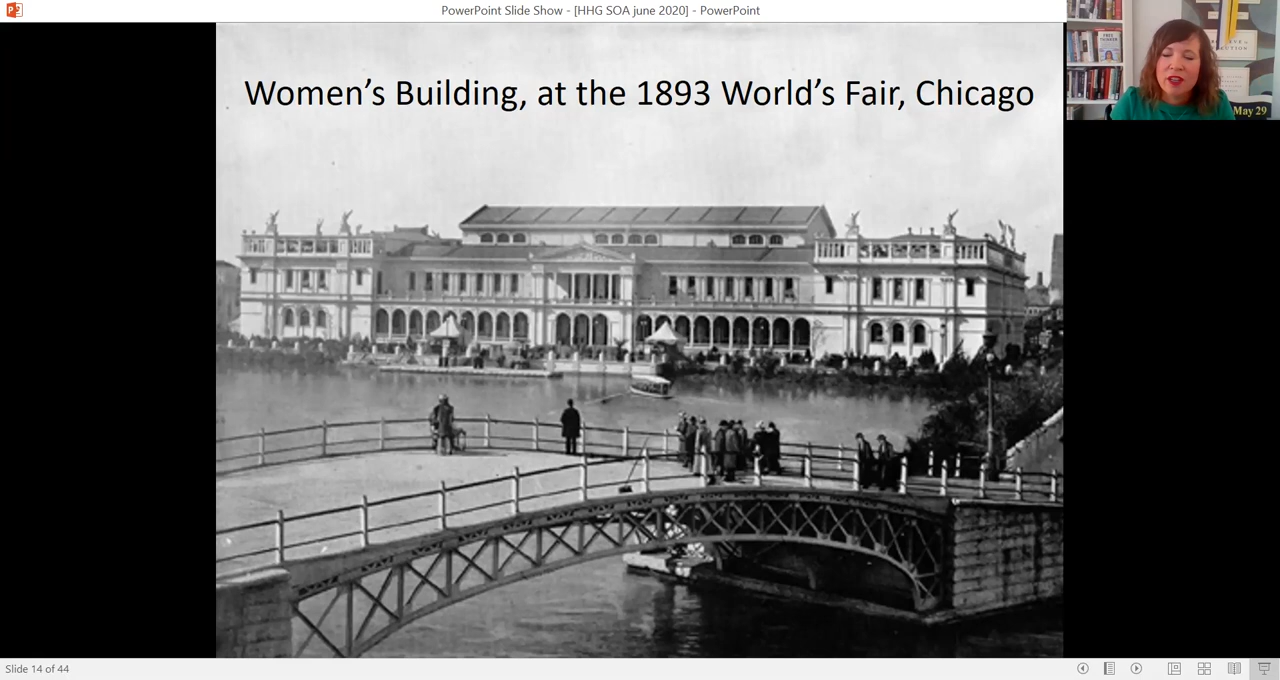 PowerPoint Slide Show - [HHG SOA june 2020] - PowerPoint
Women's Building, at the 1893 World's Fair, Chicago
May 29
Slide 14 of 44